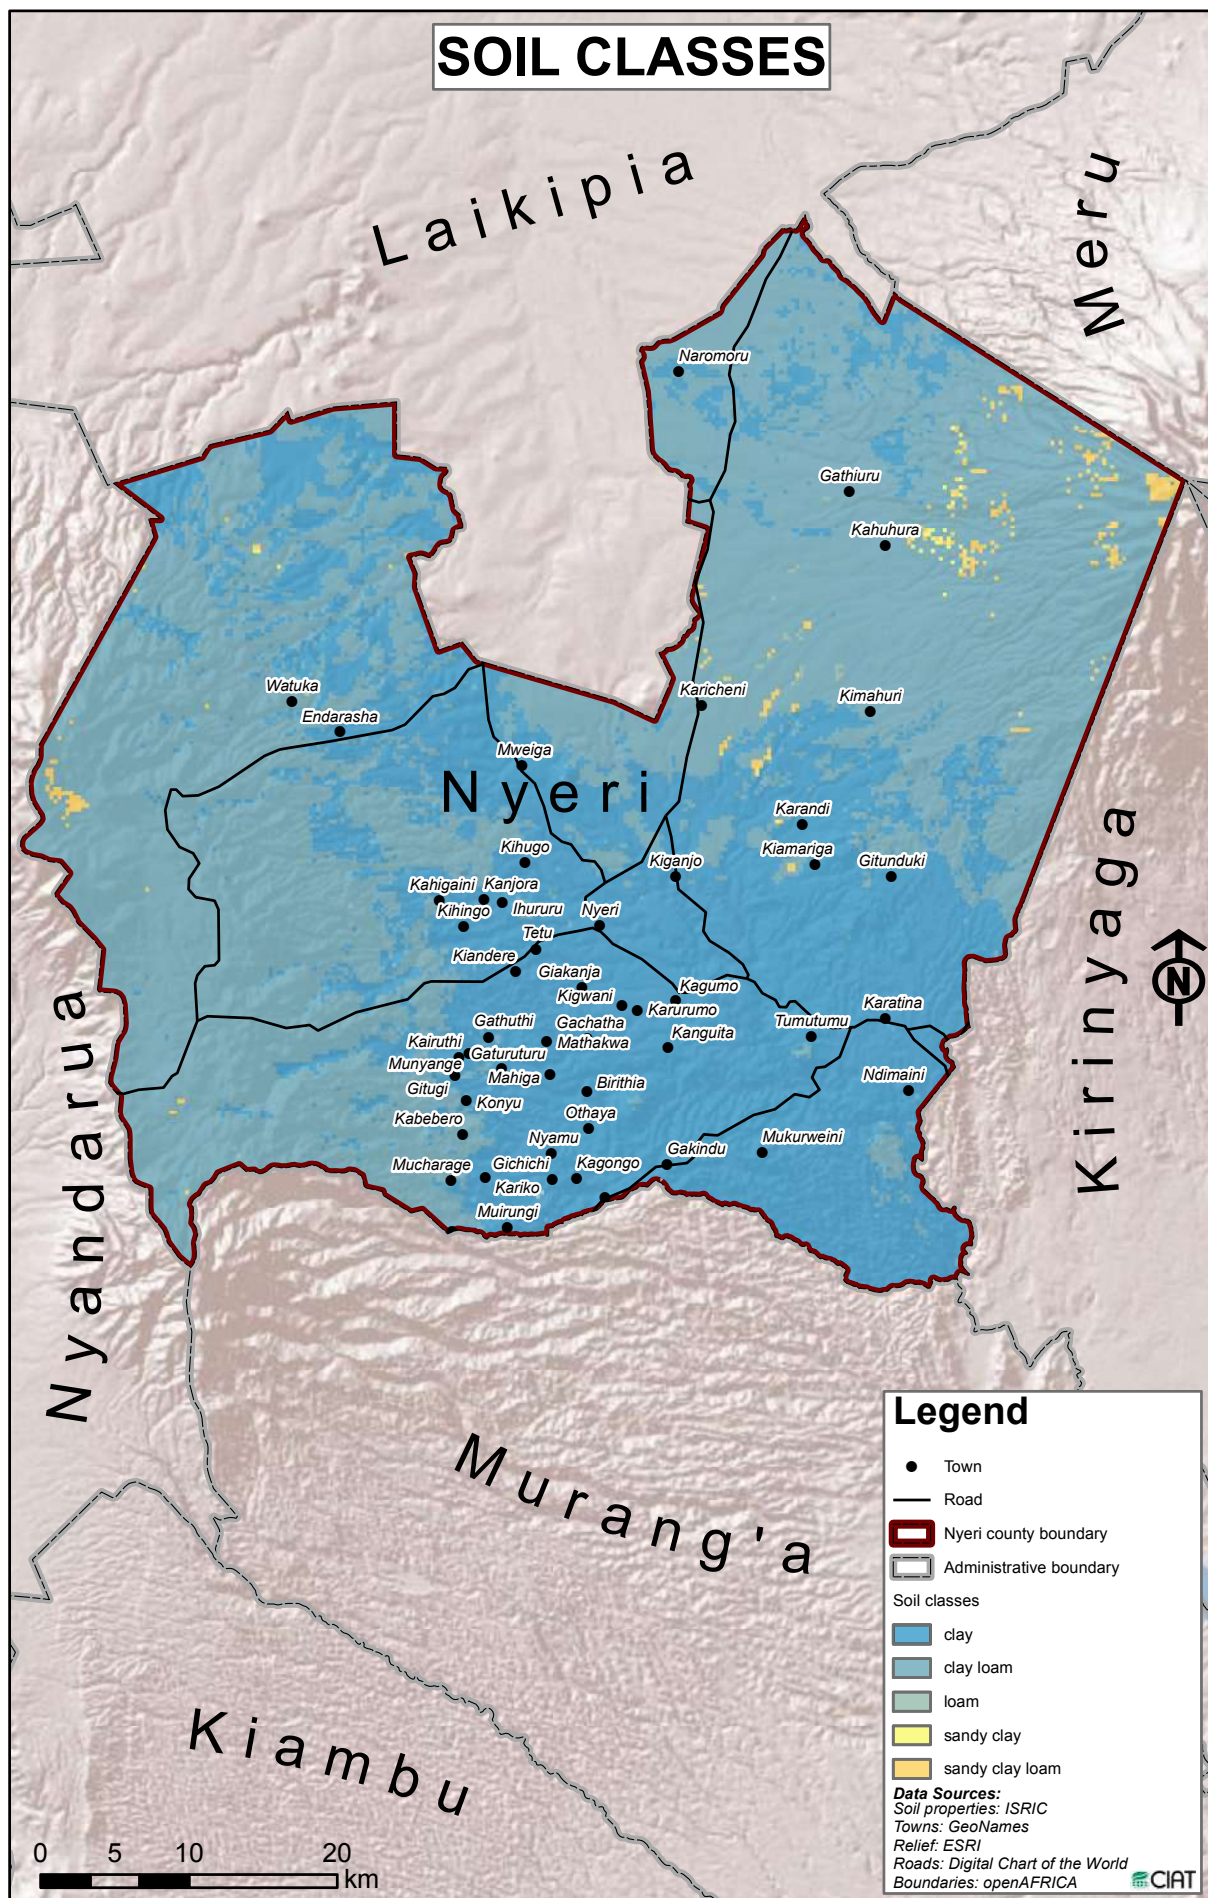 SOIL CLASSES
Laikipia
Meru
Naromoru
Gathiuru
Kahuhura
Watuka
Endarasha
Karicheni
Kimahuri
Mweiga
Nyeri
Karandi
Kihugo
Kiganjo
Kiamariga
Gitunduki
Kirinyaga
Kahigaini
Kanjora
Ihururu
Kihingo
Nyeri
Tetu
Kiandere
Giakanja
N
Kigwani
Kagumo
Karurumo
Karatina
Nyandarua
Gathuthi
Gachatha
Kanguita
Tumutumu
Kairuthi
Mathakwa
Munyange
Gaturuturu
Mahiga
Ndimaini
Gitugi
Birithia
Konyu
Kabebero
Othaya
Nyamu
Mukurweini
Mucharage
Gichichi
Kagongo
Gakindu
Kariko
Muirungi
Murang'a
Kiambu
Legend
Town
Road
Nyeri county boundary
Administrative boundary
Soil classes
clay
clay loam
loam
sandy clay
sandy clay loam
Data Sources:
Soil properties: ISRIC
Towns: GeoNames
Relief: ESRI
Roads: Digital Chart of the World
Boundaries: openAFRICA
CIAT
0 5 10 20
km